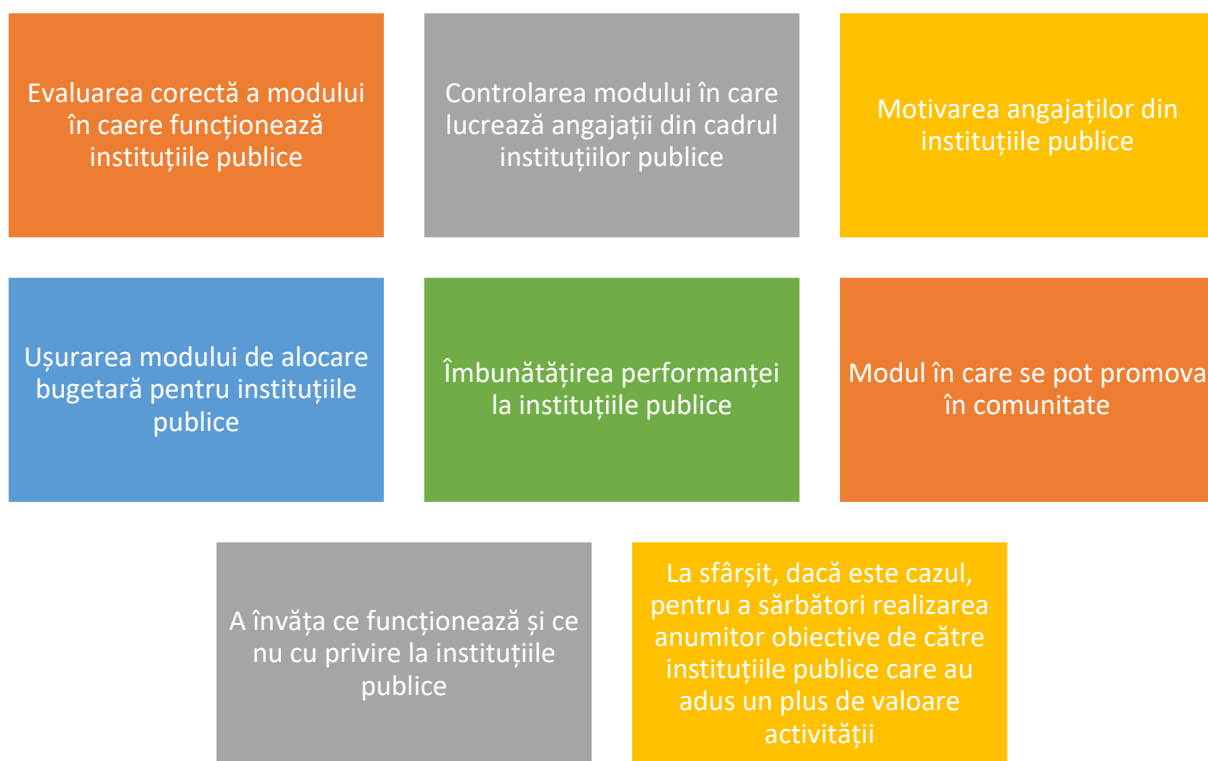 Evaluarea corectă a modului
în caere funcționează
instituțiile publice
Controlarea modului în care
lucrează angajații din cadrul
instituțiilor publice
Motivarea angajaților din
instituțiile publice
Ușurarea modului de alocare
bugetară pentru instituțiile
publice
Îmbunătățirea performanței
la instituțiile publice
Modul în care se pot promova
în comunitate
A învăța ce funcționează și ce
nu cu privire la instituțiile
publice
La sfârșit, dacă este cazul,
pentru a sărbători realizarea
anumitor obiective de către
instituțiile publice care au
adus un plus de valoare
activității